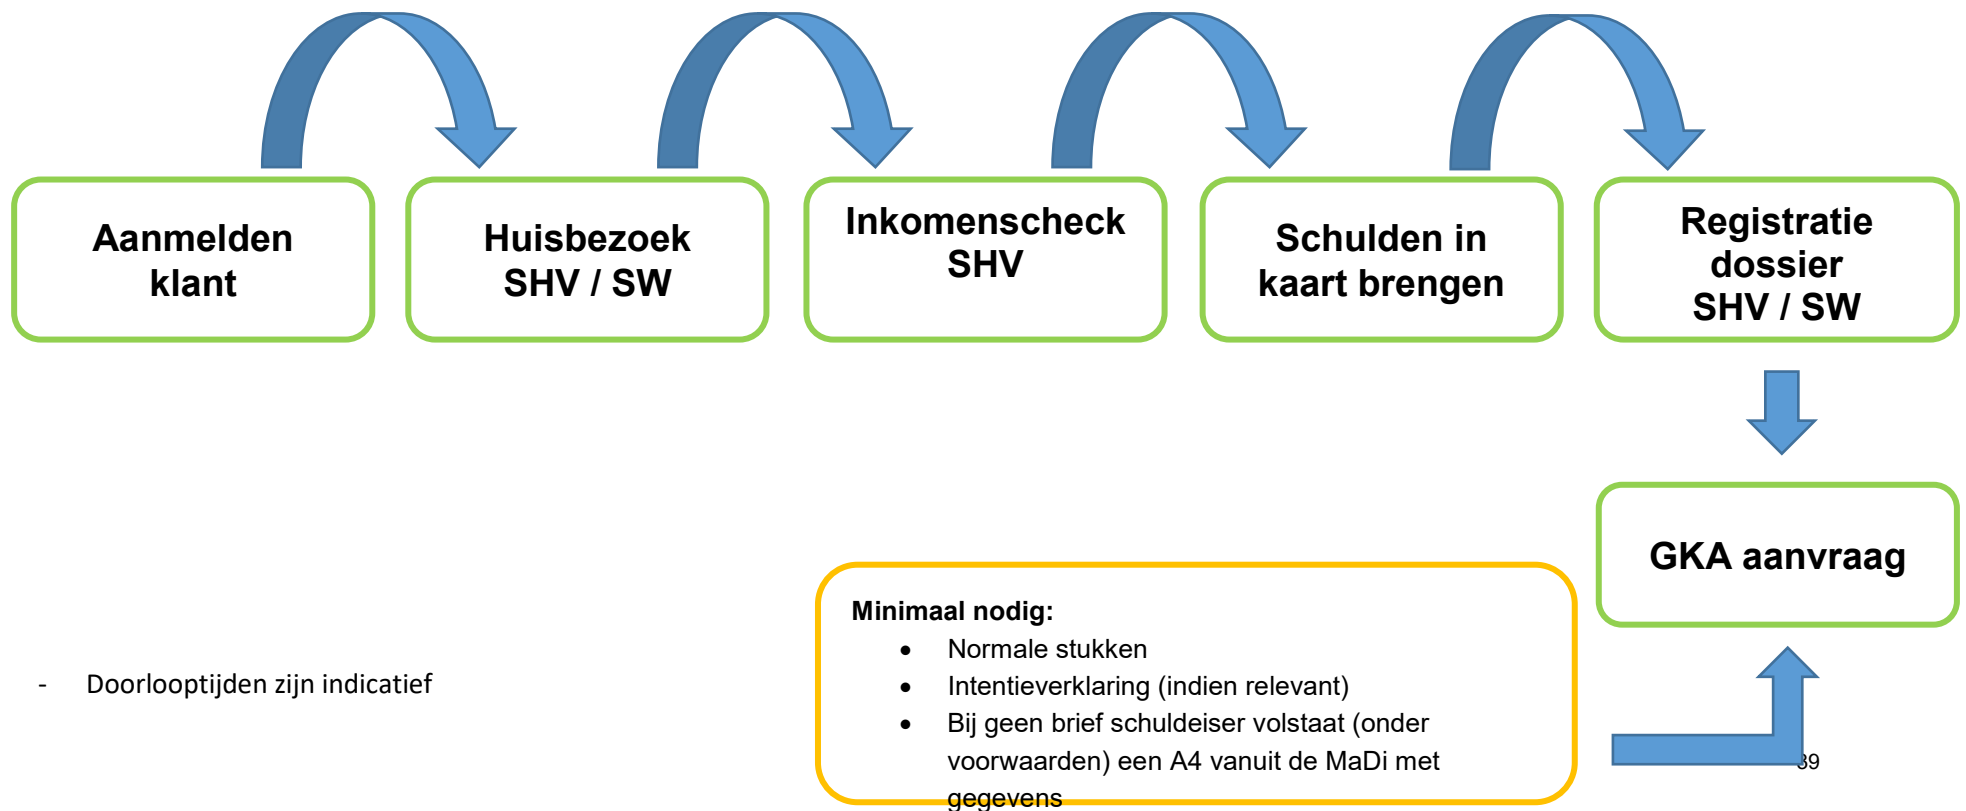 Aanmelden
klant
Huisbezoek
SHV / SW
Inkomenscheck
SHV
Schulden in
kaart brengen
Registratie
dossier
SHV / SW
GKA aanvraag
Minimaal nodig:
• Normale stukken
• Intentieverklaring (indien relevant)
• Bij geen brief schuldeiser volstaat (onder
voorwaarden) een A4 vanuit de MaDi met
gegevens
- Doorlooptijden zijn indicatief
39